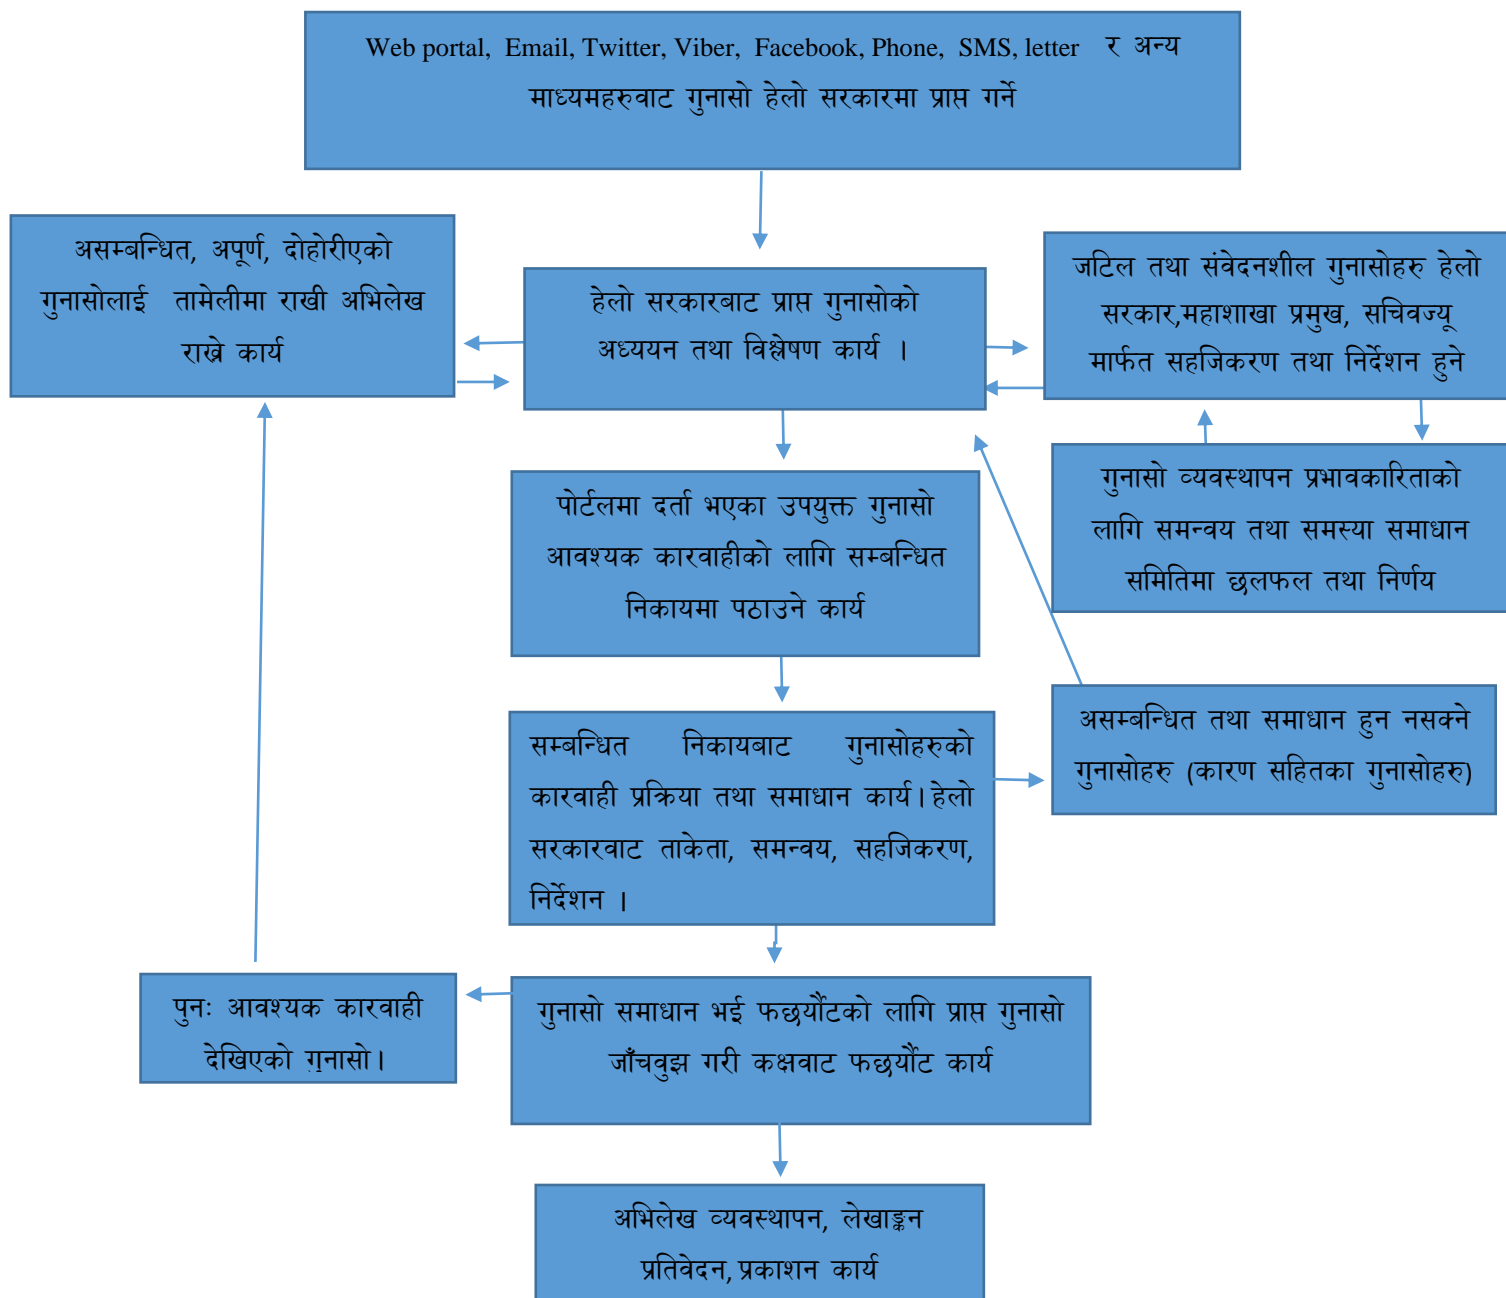 Web portal, Email, Twitter, Viber, Facebook, Phone, SMS, letter र अन्य
माध्यमहरुवाट गुनासो हेलो सरकारमा प्राप्त गर्ने
असम्बन्धित, अपूर्ण, दोहोरीएको
गुनासोलाई तामेलीमा राखी अभिलेख
राख्ने कार्य
हेलो सरकारबाट प्राप्त गुनासोको
अध्ययन तथा विश्लेषण कार्य ।
जटिल तथा संवेदनशील गुनासोहरु हेलो
सरकार,महाशाखा प्रमुख, सचिवज्यू
मार्फत सहजिकरण तथा निर्देशन हुने
पोर्टलमा दर्ता भएका उपयुक्त गुनासो
आवश्यक कारवाहीको लागि सम्बन्धित
निकायमा पठाउने कार्य
गुनासो व्यवस्थापन प्रभावकारिताको
लागि समन्वय तथा समस्या समाधान
समितिमा छलफल तथा निर्णय
सम्बन्धित निकायबाट गुनासोहरुको
कारवाही प्रक्रिया तथा समाधान कार्य। हेलो
सरकारवाट ताकेता, समन्वय, सहजिकरण,
निर्देशन ।
असम्बन्धित तथा समाधान हुन नसक्ने
गुनासोहरु (कारण सहितका गुनासोहरु)
पुनः आवश्यक कारवाही
देखिएको गुनासो।
गुनासो समाधान भई फछर्यौटको लागि प्राप्त गुनासो
जाँचवुझ गरी कक्षवाट फछर्यौट कार्य
अभिलेख व्यवस्थापन, लेखाङ्कन
प्रतिवेदन, प्रकाशन कार्य